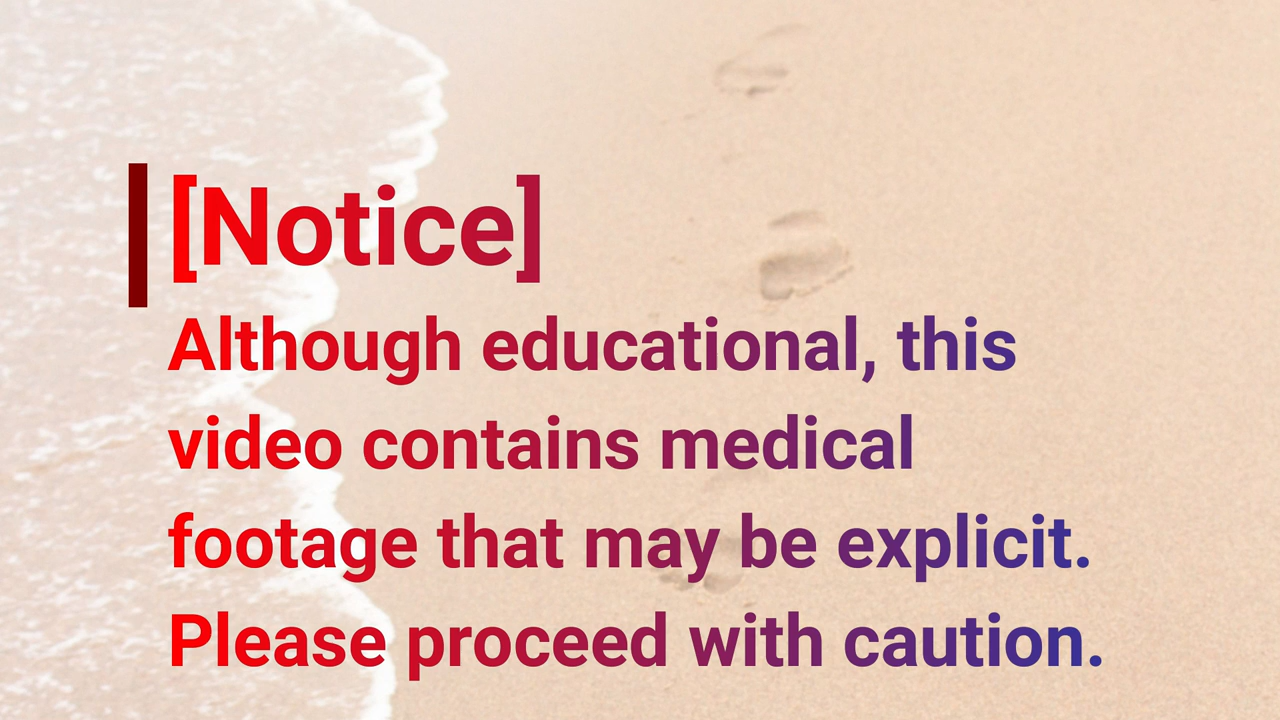 [Notice]
Although educational, this
video contains medical
footage that may be explicit.
Please proceed with caution.